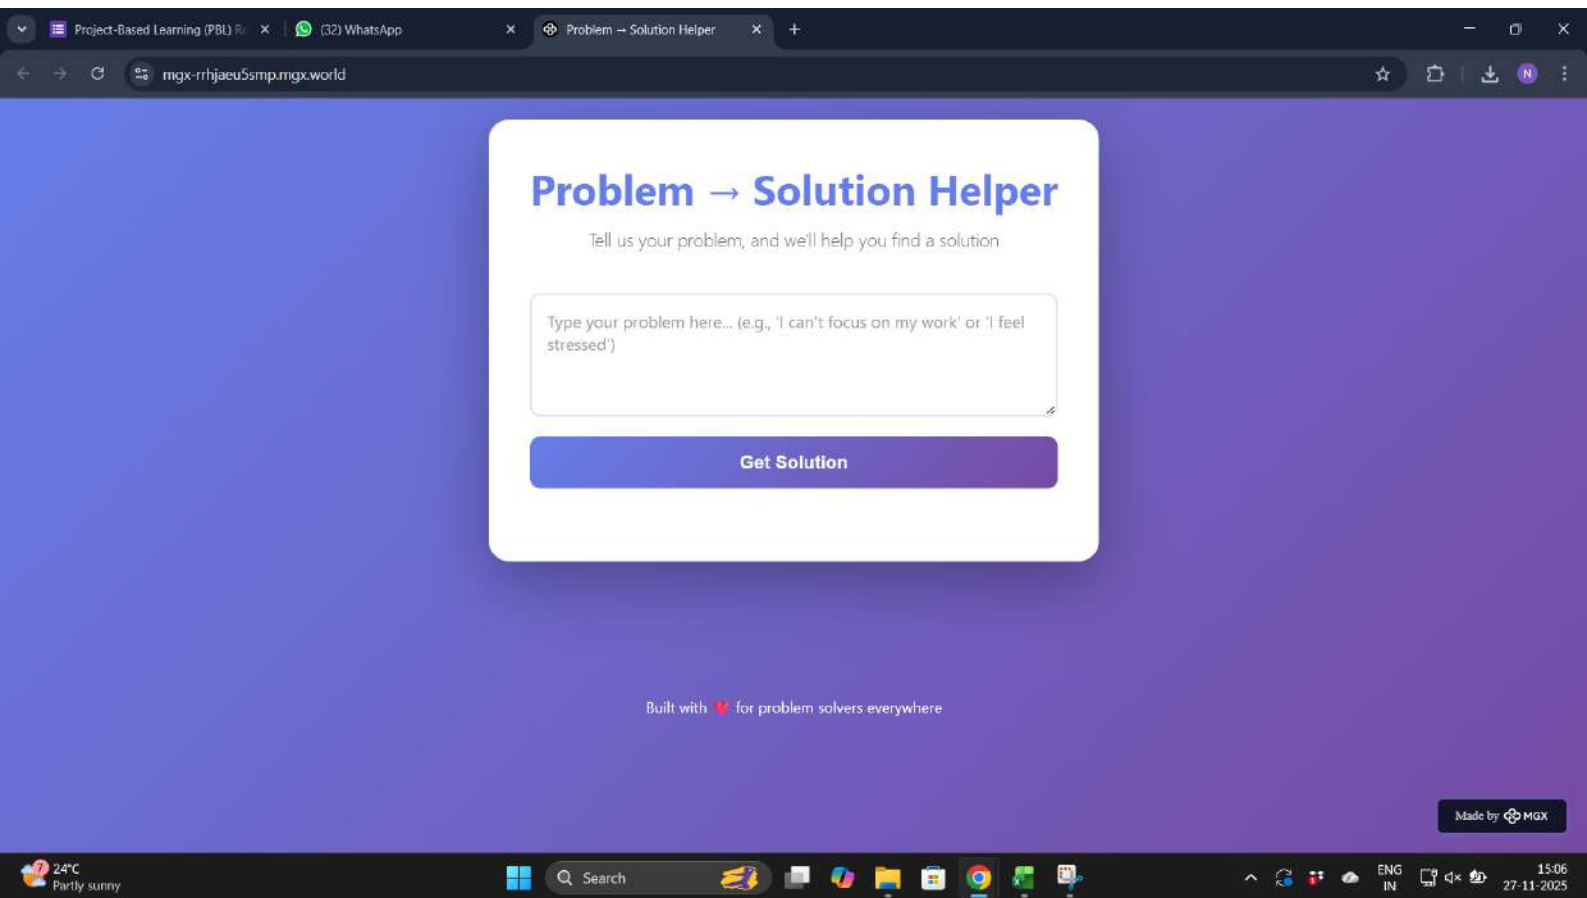 Project-Based Learning (PBL) R
(32) WhatsApp
Problem → Solution Helper
mgx-rrhjaeu5smp.mgx.world
N
Problem → Solution Helper
Tell us your problem, and we'll help you find a solution
Type your problem here... (e.g., 'I can't focus on my work' or 'I feel
stressed')
Get Solution
Built with for problem solvers everywhere
Made by MGX
7
24°C
Partly sunny
Search
ENG
IN
15:06
27-11-2025